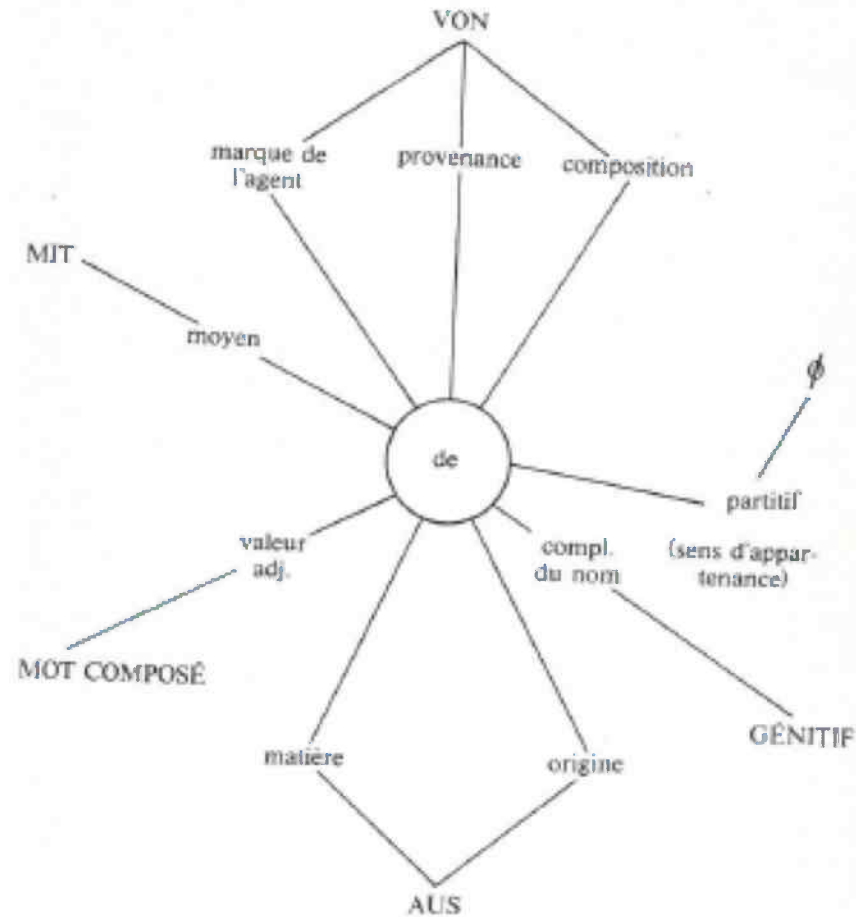 VON
marque de
l'agent
provenance
composition
MIT
moyen
ϕ
de
partitif
valeur
adj.
compl.
du nom
(sens d'appar-
tenance)
MOT COMPOSÉ
GÉNITIF
matière
origine
AUS